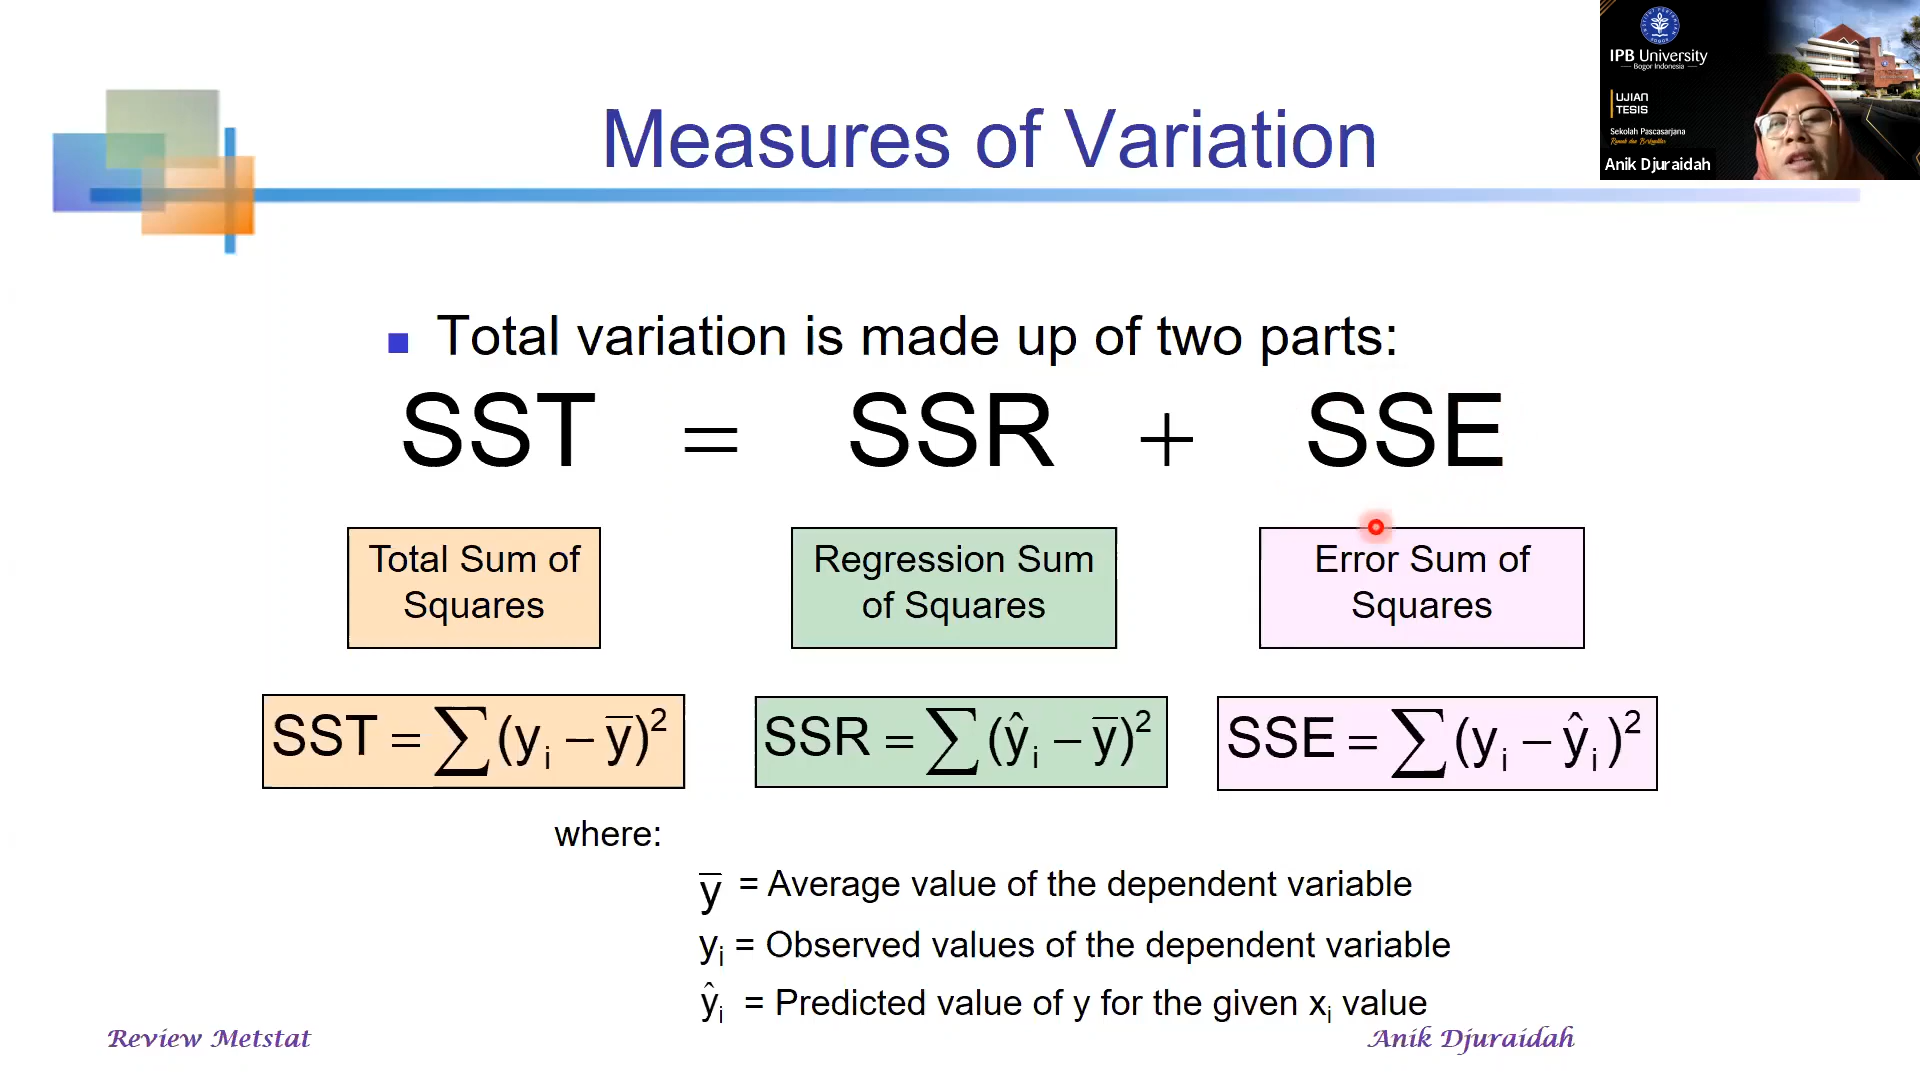 IPB University
Bogor Indonesia
UJIAN
TESIS
Sekolah Pascasarjana
Anik Djuraidah
Measures of Variation
Total variation is made up of two parts:
SST = SSR + SSE
Total Sum of Squares
Regression Sum of Squares
Error Sum of Squares
SST = ∑(yᵢ − ȳ)²
SSR = ∑(ŷᵢ − ȳ)²
SSE = ∑(yᵢ − ŷᵢ)²
where:
ȳ = Average value of the dependent variable
yᵢ = Observed values of the dependent variable
ŷᵢ = Predicted value of y for the given xᵢ value
Review Metstat
Anik Djuraidah